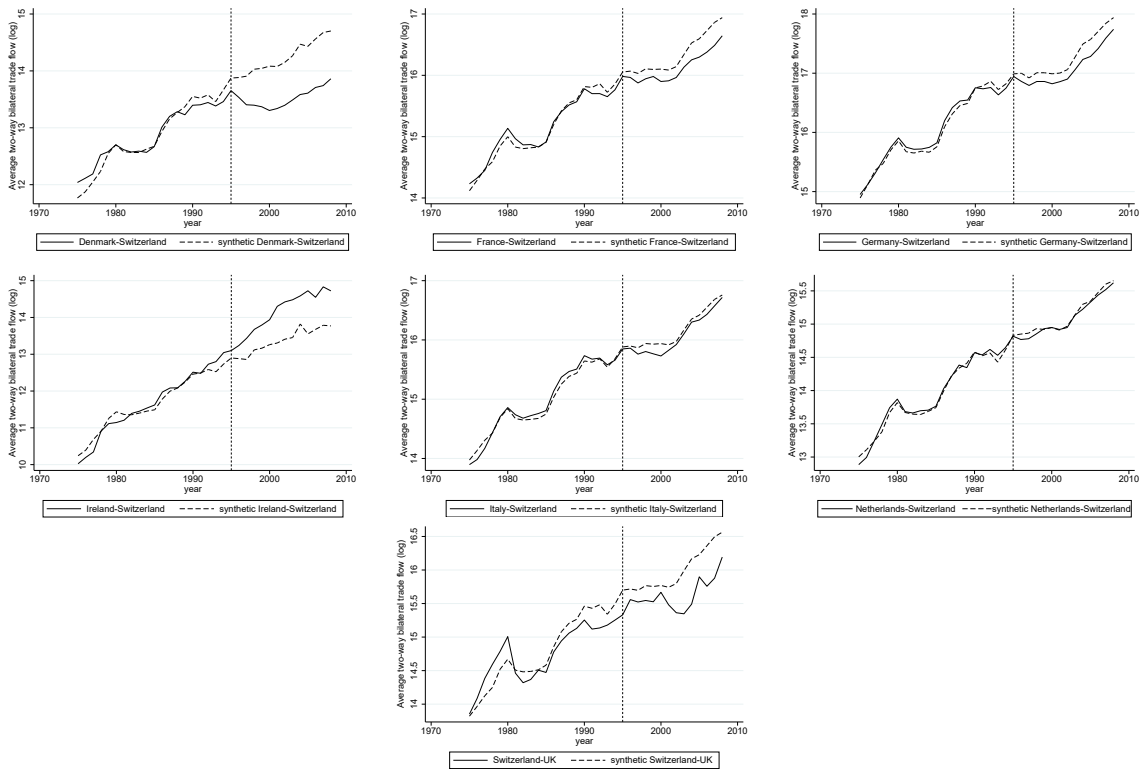 Average two-way bilateral trade flow (log)
15
14
13
12
1970 1980 1990 2000 2010
year
Denmark-Switzerland synthetic Denmark-Switzerland
Average two-way bilateral trade flow (log)
17
16
15
14
1970 1980 1990 2000 2010
year
France-Switzerland synthetic France-Switzerland
Average two-way bilateral trade flow (log)
18
17
16
15
1970 1980 1990 2000 2010
year
Germany-Switzerland synthetic Germany-Switzerland
Average two-way bilateral trade flow (log)
15
14
13
12
11
10
1970 1980 1990 2000 2010
year
Ireland-Switzerland synthetic Ireland-Switzerland
Average two-way bilateral trade flow (log)
17
16
15
14
1970 1980 1990 2000 2010
year
Italy-Switzerland synthetic Italy-Switzerland
Average two-way bilateral trade flow (log)
15.5
15
14.5
14
13.5
13
1970 1980 1990 2000 2010
year
Netherlands-Switzerland synthetic Netherlands-Switzerland
Average two-way bilateral trade flow (log)
16.5
16
15.5
15
14.5
14
1970 1980 1990 2000 2010
year
Switzerland-UK synthetic Switzerland-UK